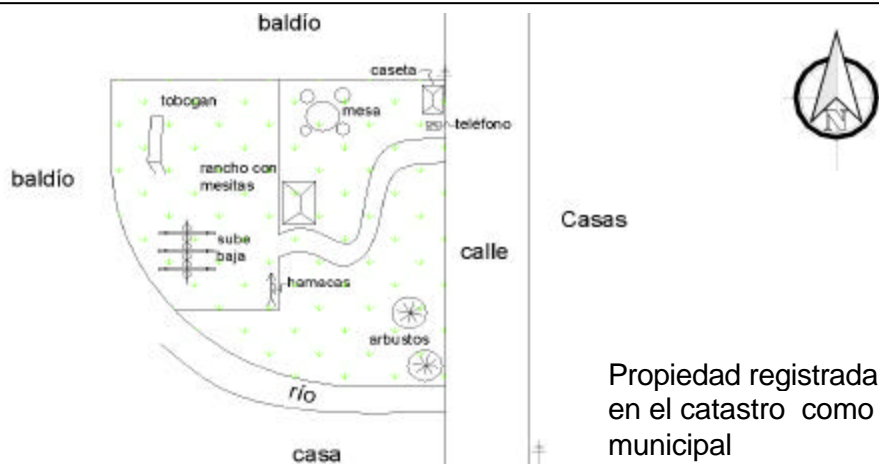 baldío
caseta
tobogan
mesa
teléfono
baldío
rancho con
mesitas
Casas
sube
baja
calle
hamacas
arbustos
río
casa
N
Propiedad registrada
en el catastro como
municipal